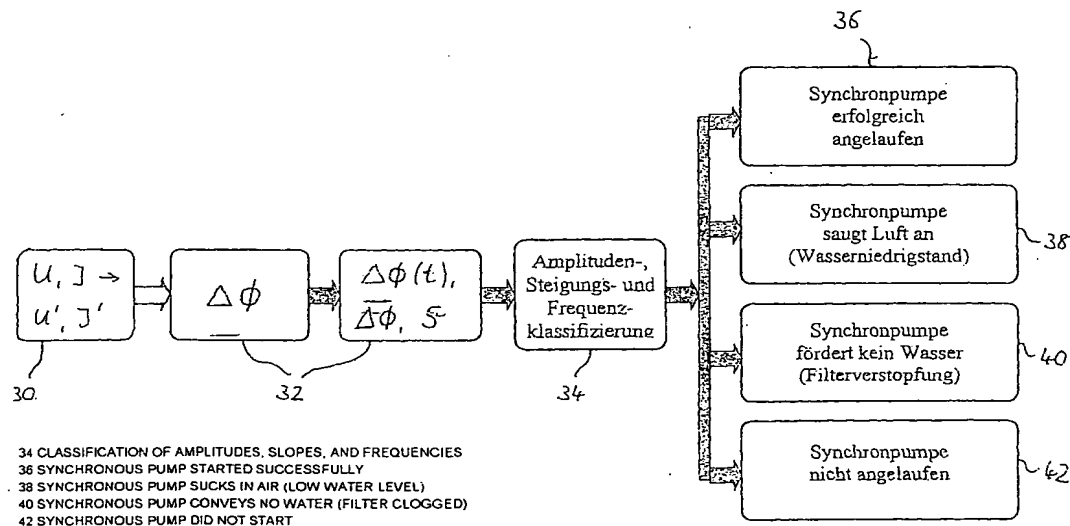 36
Synchronpumpe
erfolgreich
angelaufen
Synchronpumpe
saugt Luft an
(Wasserniedrigstand)
38
U, J →
U', J'
Δϕ
Δϕ(t),
Δ̅ϕ̅, S
Amplituden-,
Steigungs- und
Frequenz-
klassifizierung
Synchronpumpe
fördert kein Wasser
(Filterverstopfung)
40
30
32
34
Synchronpumpe
nicht angelaufen
42
34 CLASSIFICATION OF AMPLITUDES, SLOPES, AND FREQUENCIES
36 SYNCHRONOUS PUMP STARTED SUCCESSFULLY
38 SYNCHRONOUS PUMP SUCKS IN AIR (LOW WATER LEVEL)
40 SYNCHRONOUS PUMP CONVEYS NO WATER (FILTER CLOGGED)
42 SYNCHRONOUS PUMP DID NOT START